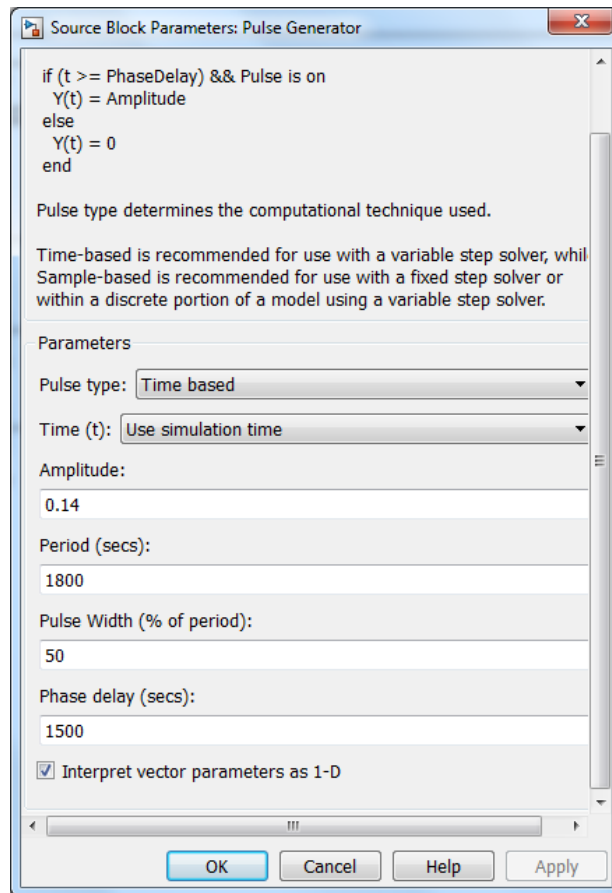 Source Block Parameters: Pulse Generator
if (t >= PhaseDelay) && Pulse is on
Y(t) = Amplitude
else
Y(t) = 0
end
Pulse type determines the computational technique used.
Time-based is recommended for use with a variable step solver, whil
Sample-based is recommended for use with a fixed step solver or
within a discrete portion of a model using a variable step solver.
Parameters
Pulse type: Time based
Time (t): Use simulation time
Amplitude:
0.14
Period (secs):
1800
Pulse Width (% of period):
50
Phase delay (secs):
1500
Interpret vector parameters as 1-D
OK Cancel Help Apply